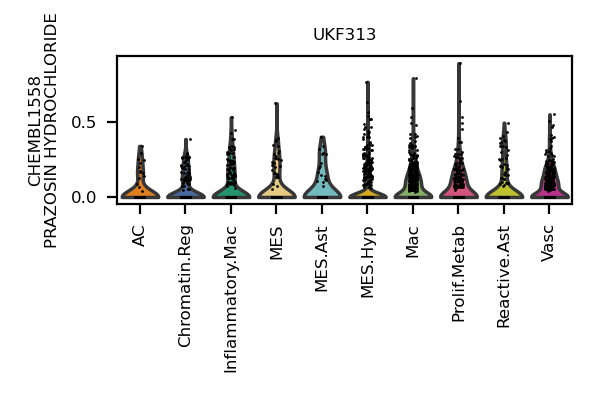 UKF313
CHEMBL1558
PRAZOSIN HYDROCHLORIDE
0.5
0.0
AC
Chromatin.Reg
Inflammatory.Mac
MES
MES.Ast
MES.Hyp
Mac
Prolif.Metab
Reactive.Ast
Vasc